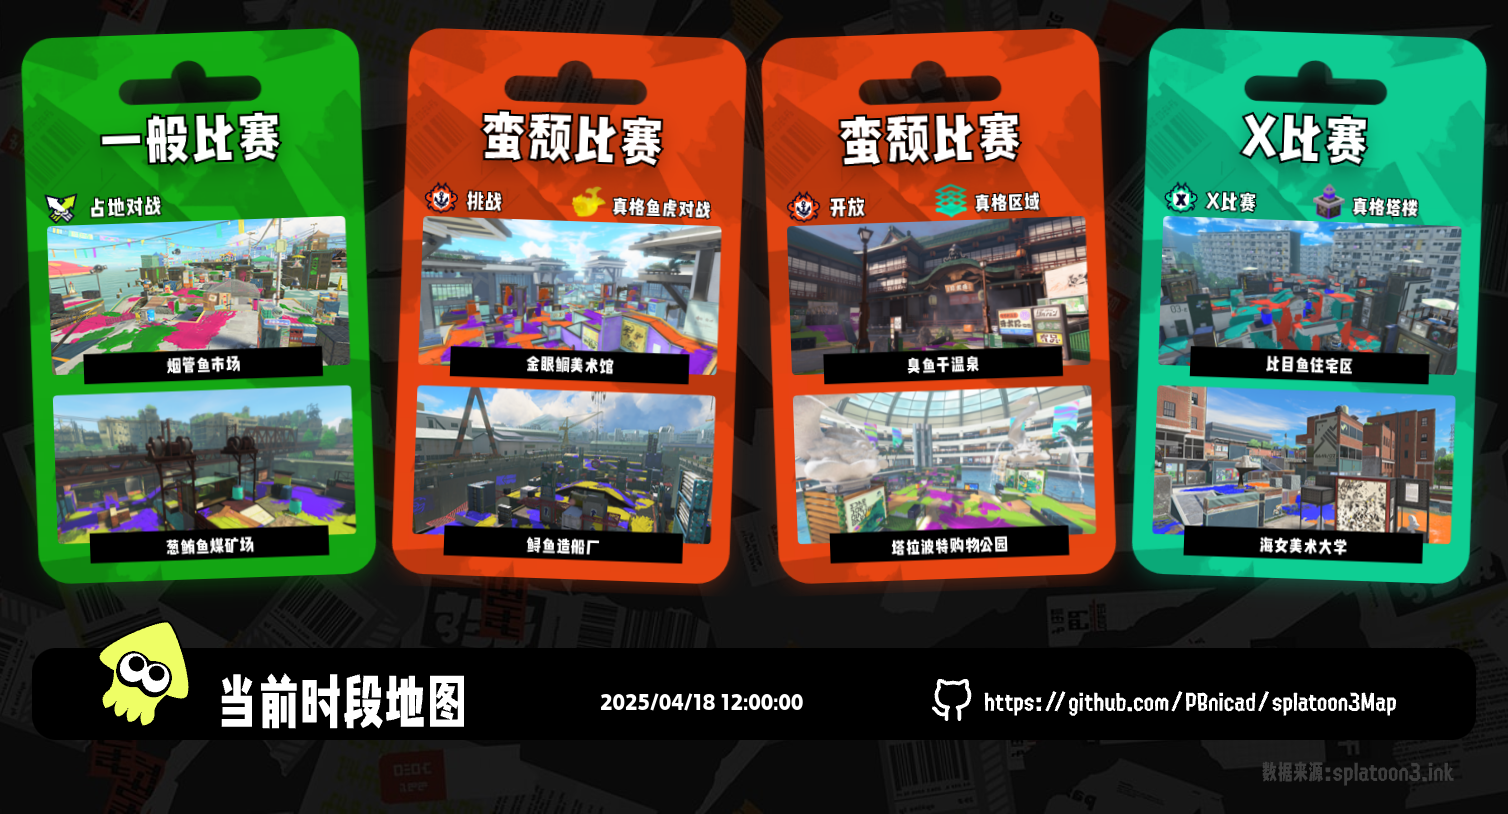 一般比赛
占地对战
烟管鱼市场
葱鲔鱼煤矿场
蛮颓比赛
挑战
真格鱼虎对战
金眼鲷美术馆
鲟鱼造船厂
蛮颓比赛
开放
真格区域
臭鱼干温泉
塔拉波特购物公园
X比赛
X比赛
真格塔楼
比目鱼住宅区
海女美术大学
当前时段地图
2025/04/18 12:00:00
https://github.com/PBnicad/splatoon3Map
数据来源:splatoon3.ink